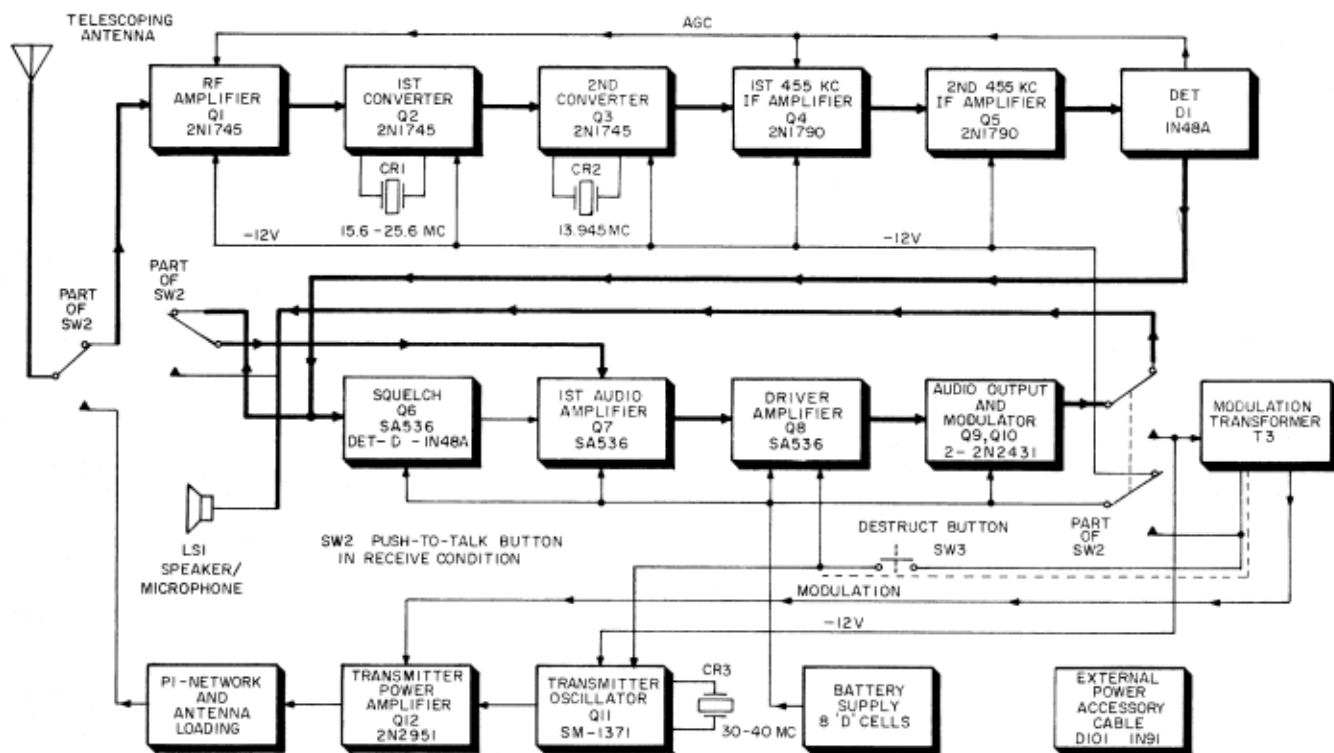 TELESCOPING
ANTENNA
AGC
RF
AMPLIFIER
Q1
2N1745
1ST
CONVERTER
Q2
2N1745
2ND
CONVERTER
Q3
2N1745
1ST 455 KC
IF AMPLIFIER
Q4
2N1790
2ND 455 KC
IF AMPLIFIER
Q5
2N1790
DET
D1
1N48A
CR1
CR2
15.6-25.6 MC
13.945 MC
-12V
-12V
PART
OF
SW2
PART
OF
SW2
SQUELCH
Q6
SA536
DET-D-1N48A
1ST AUDIO
AMPLIFIER
Q7
SA536
DRIVER
AMPLIFIER
Q8
SA536
AUDIO OUTPUT
AND
MODULATOR
Q9,Q10
2-2N2431
MODULATION
TRANSFORMER
T3
LS1
SPEAKER/
MICROPHONE
SW2 PUSH-TO-TALK BUTTON
IN RECEIVE CONDITION
DESTRUCT BUTTON
SW3
PART
OF
SW2
MODULATION
-12V
PI-NETWORK
AND
ANTENNA
LOADING
TRANSMITTER
POWER
AMPLIFIER
Q12
2N2951
TRANSMITTER
OSCILLATOR
Q11
SM-1371
CR3
30-40 MC
BATTERY
SUPPLY
8 'D' CELLS
EXTERNAL
POWER
ACCESSORY
CABLE
D101 1N91